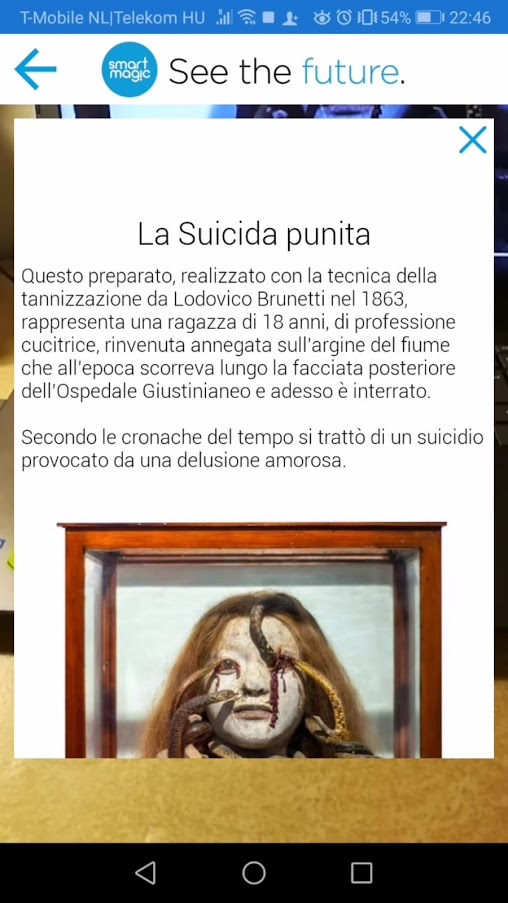 T-Mobile NL|Telekom HU 54% 22:46
smart
magic
See the future.
La Suicida punita
Questo preparato, realizzato con la tecnica della
tannizzazione da Lodovico Brunetti nel 1863,
rappresenta una ragazza di 18 anni, di professione
cucitrice, rinvenuta annegata sull'argine del fiume
che all'epoca scorreva lungo la facciata posteriore
dell'Ospedale Giustinianeo e adesso è interrato.
Secondo le cronache del tempo si trattò di un suicidio
provocato da una delusione amorosa.